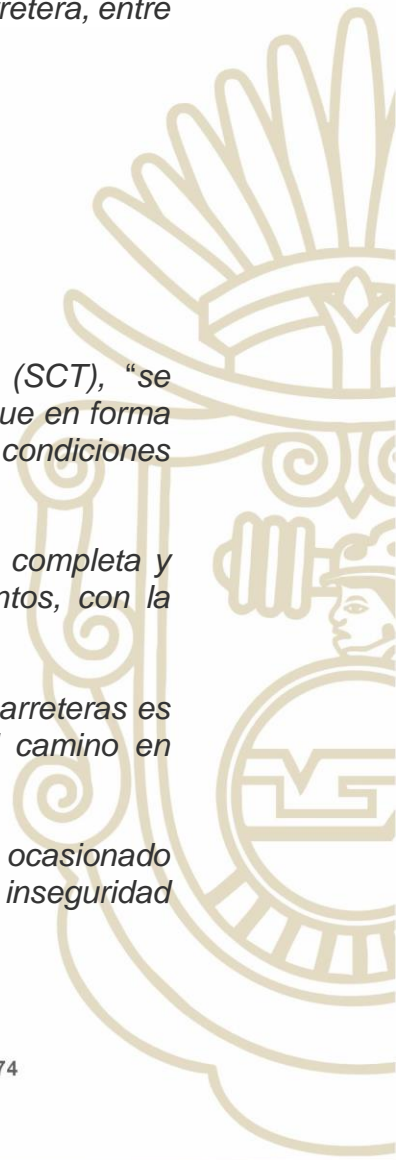 retera, entre
(SCT), “se
ue en forma
condiciones
completa y
ntos, con la
arreteras es
camino en
ocasionado
inseguridad
74